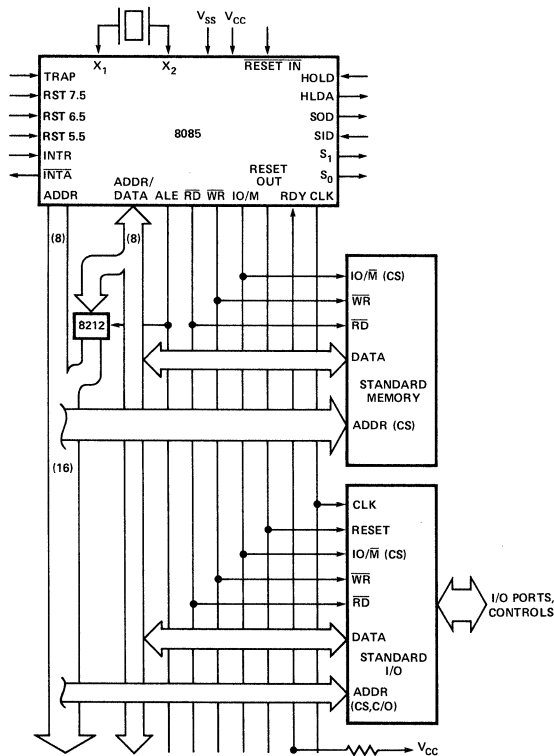 VSS VCC
X1 X2 RESET IN
TRAP
RST 7.5
RST 6.5
RST 5.5
INTR
INTA
HOLD
HLDA
SOD
SID
S1
S0
8085
ADDR
ADDR/
DATA
ALE
RD
WR
IO/M
RESET
OUT
RDY
CLK
(8)
(8)
8212
(16)
IO/M (CS)
WR
RD
DATA
STANDARD
MEMORY
ADDR (CS)
CLK
RESET
IO/M (CS)
WR
RD
DATA
STANDARD
I/O
ADDR
(CS,C/O)
I/O PORTS,
CONTROLS
VCC